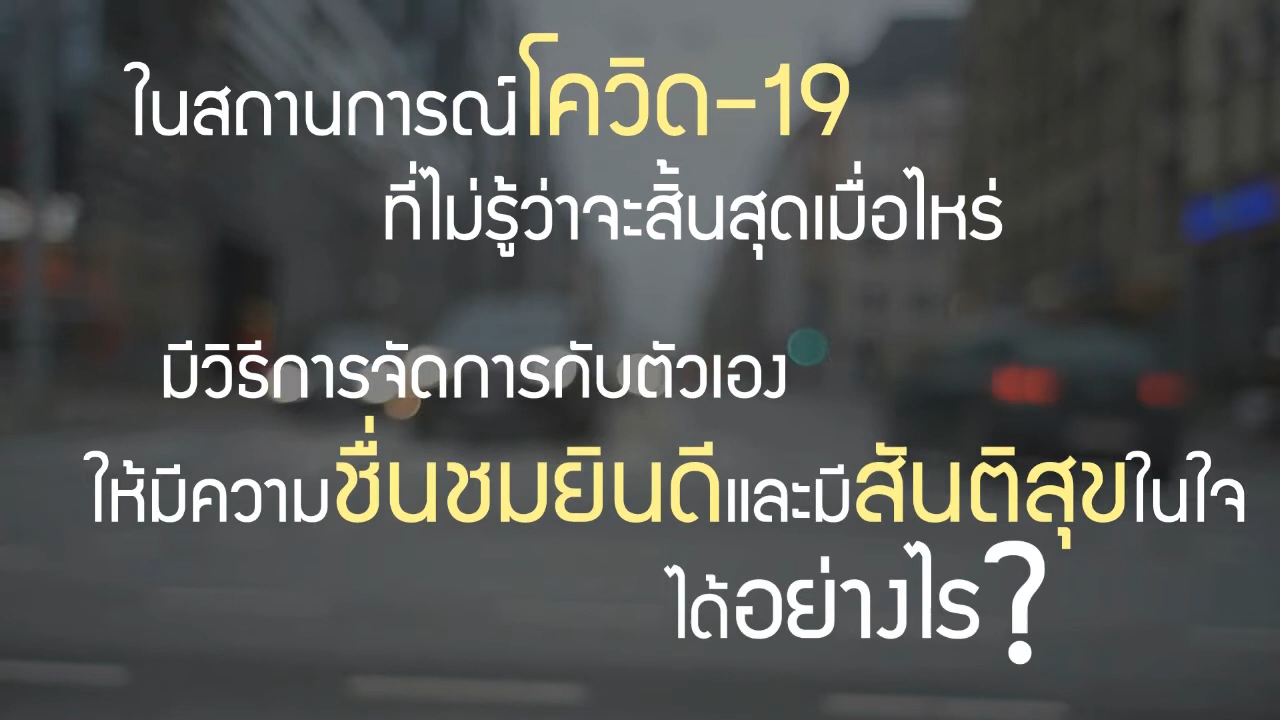 ในสถานการณ์โควิด-19
ที่ไม่รู้ว่าจะสิ้นสุดเมื่อไหร่
มีวิธีการจัดการกับตัวเอง
ให้มีความชื่นชมยินดีและมีสันติสุขในใจ
ได้อย่างไร?